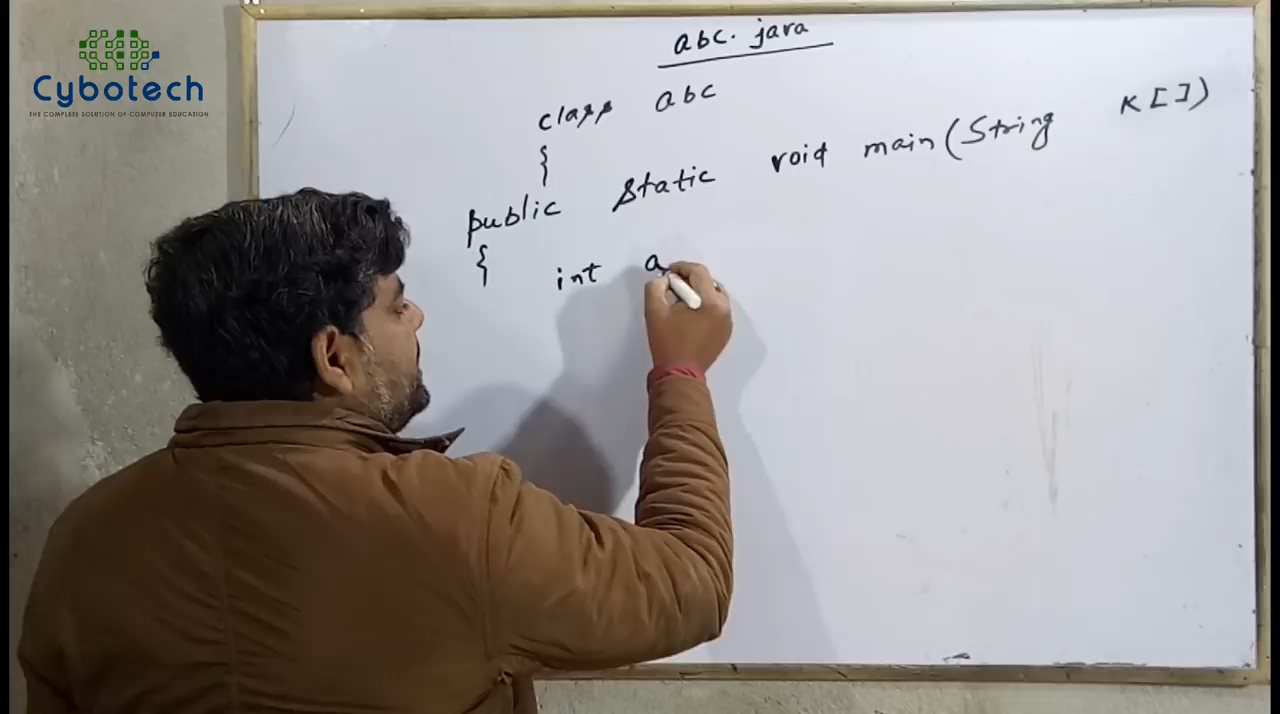 Cybotech
THE COMPLETE SOLUTION OF COMPUTER EDUCATION
abc. java
class abc
{
public static void main(String K[])
{ int a